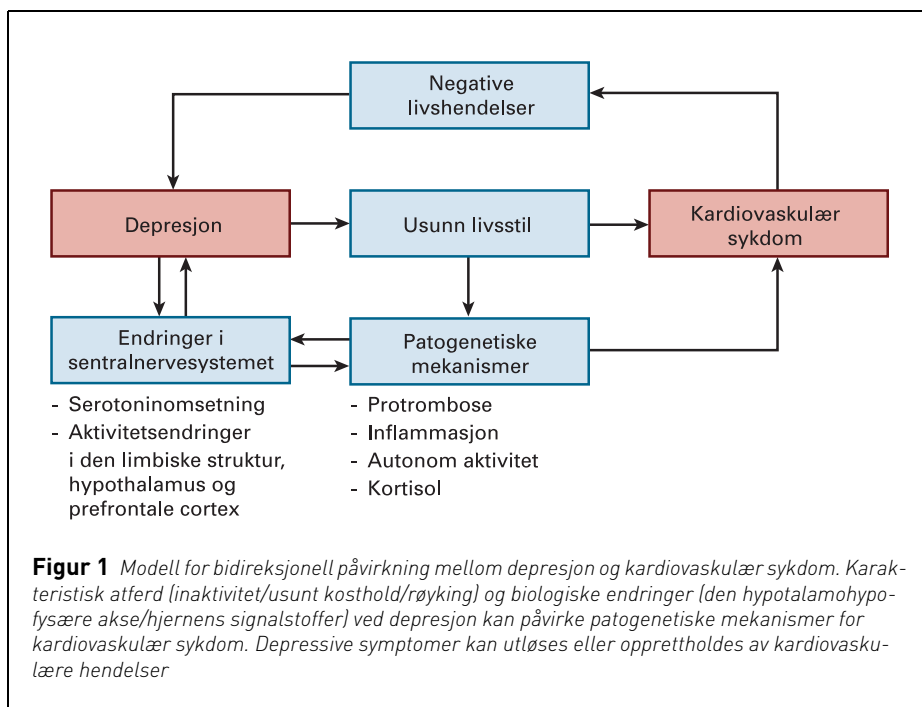 Negative
livshendelser
Depresjon
Usunn livsstil
Kardiovaskulær
sykdom
Endringer i
sentralnervesystemet
Patogenetiske
mekanismer
- Serotoninomsetning
- Aktivitetsendringer
i den limbiske struktur,
hypothalamus og
prefrontale cortex
- Protrombose
- Inflammasjon
- Autonom aktivitet
- Kortisol
Figur 1 Modell for bidireksjonell påvirkning mellom depresjon og kardiovaskulær sykdom. Karak-
teristisk atferd (inaktivitet/usunt kosthold/røyking) og biologiske endringer (den hypotalamohypo-
fysære akse/hjernens signalstoffer) ved depresjon kan påvirke patogenetiske mekanismer for
kardiovaskulær sykdom. Depressive symptomer kan utløses eller opprettholdes av kardiovasku-
lære hendelser